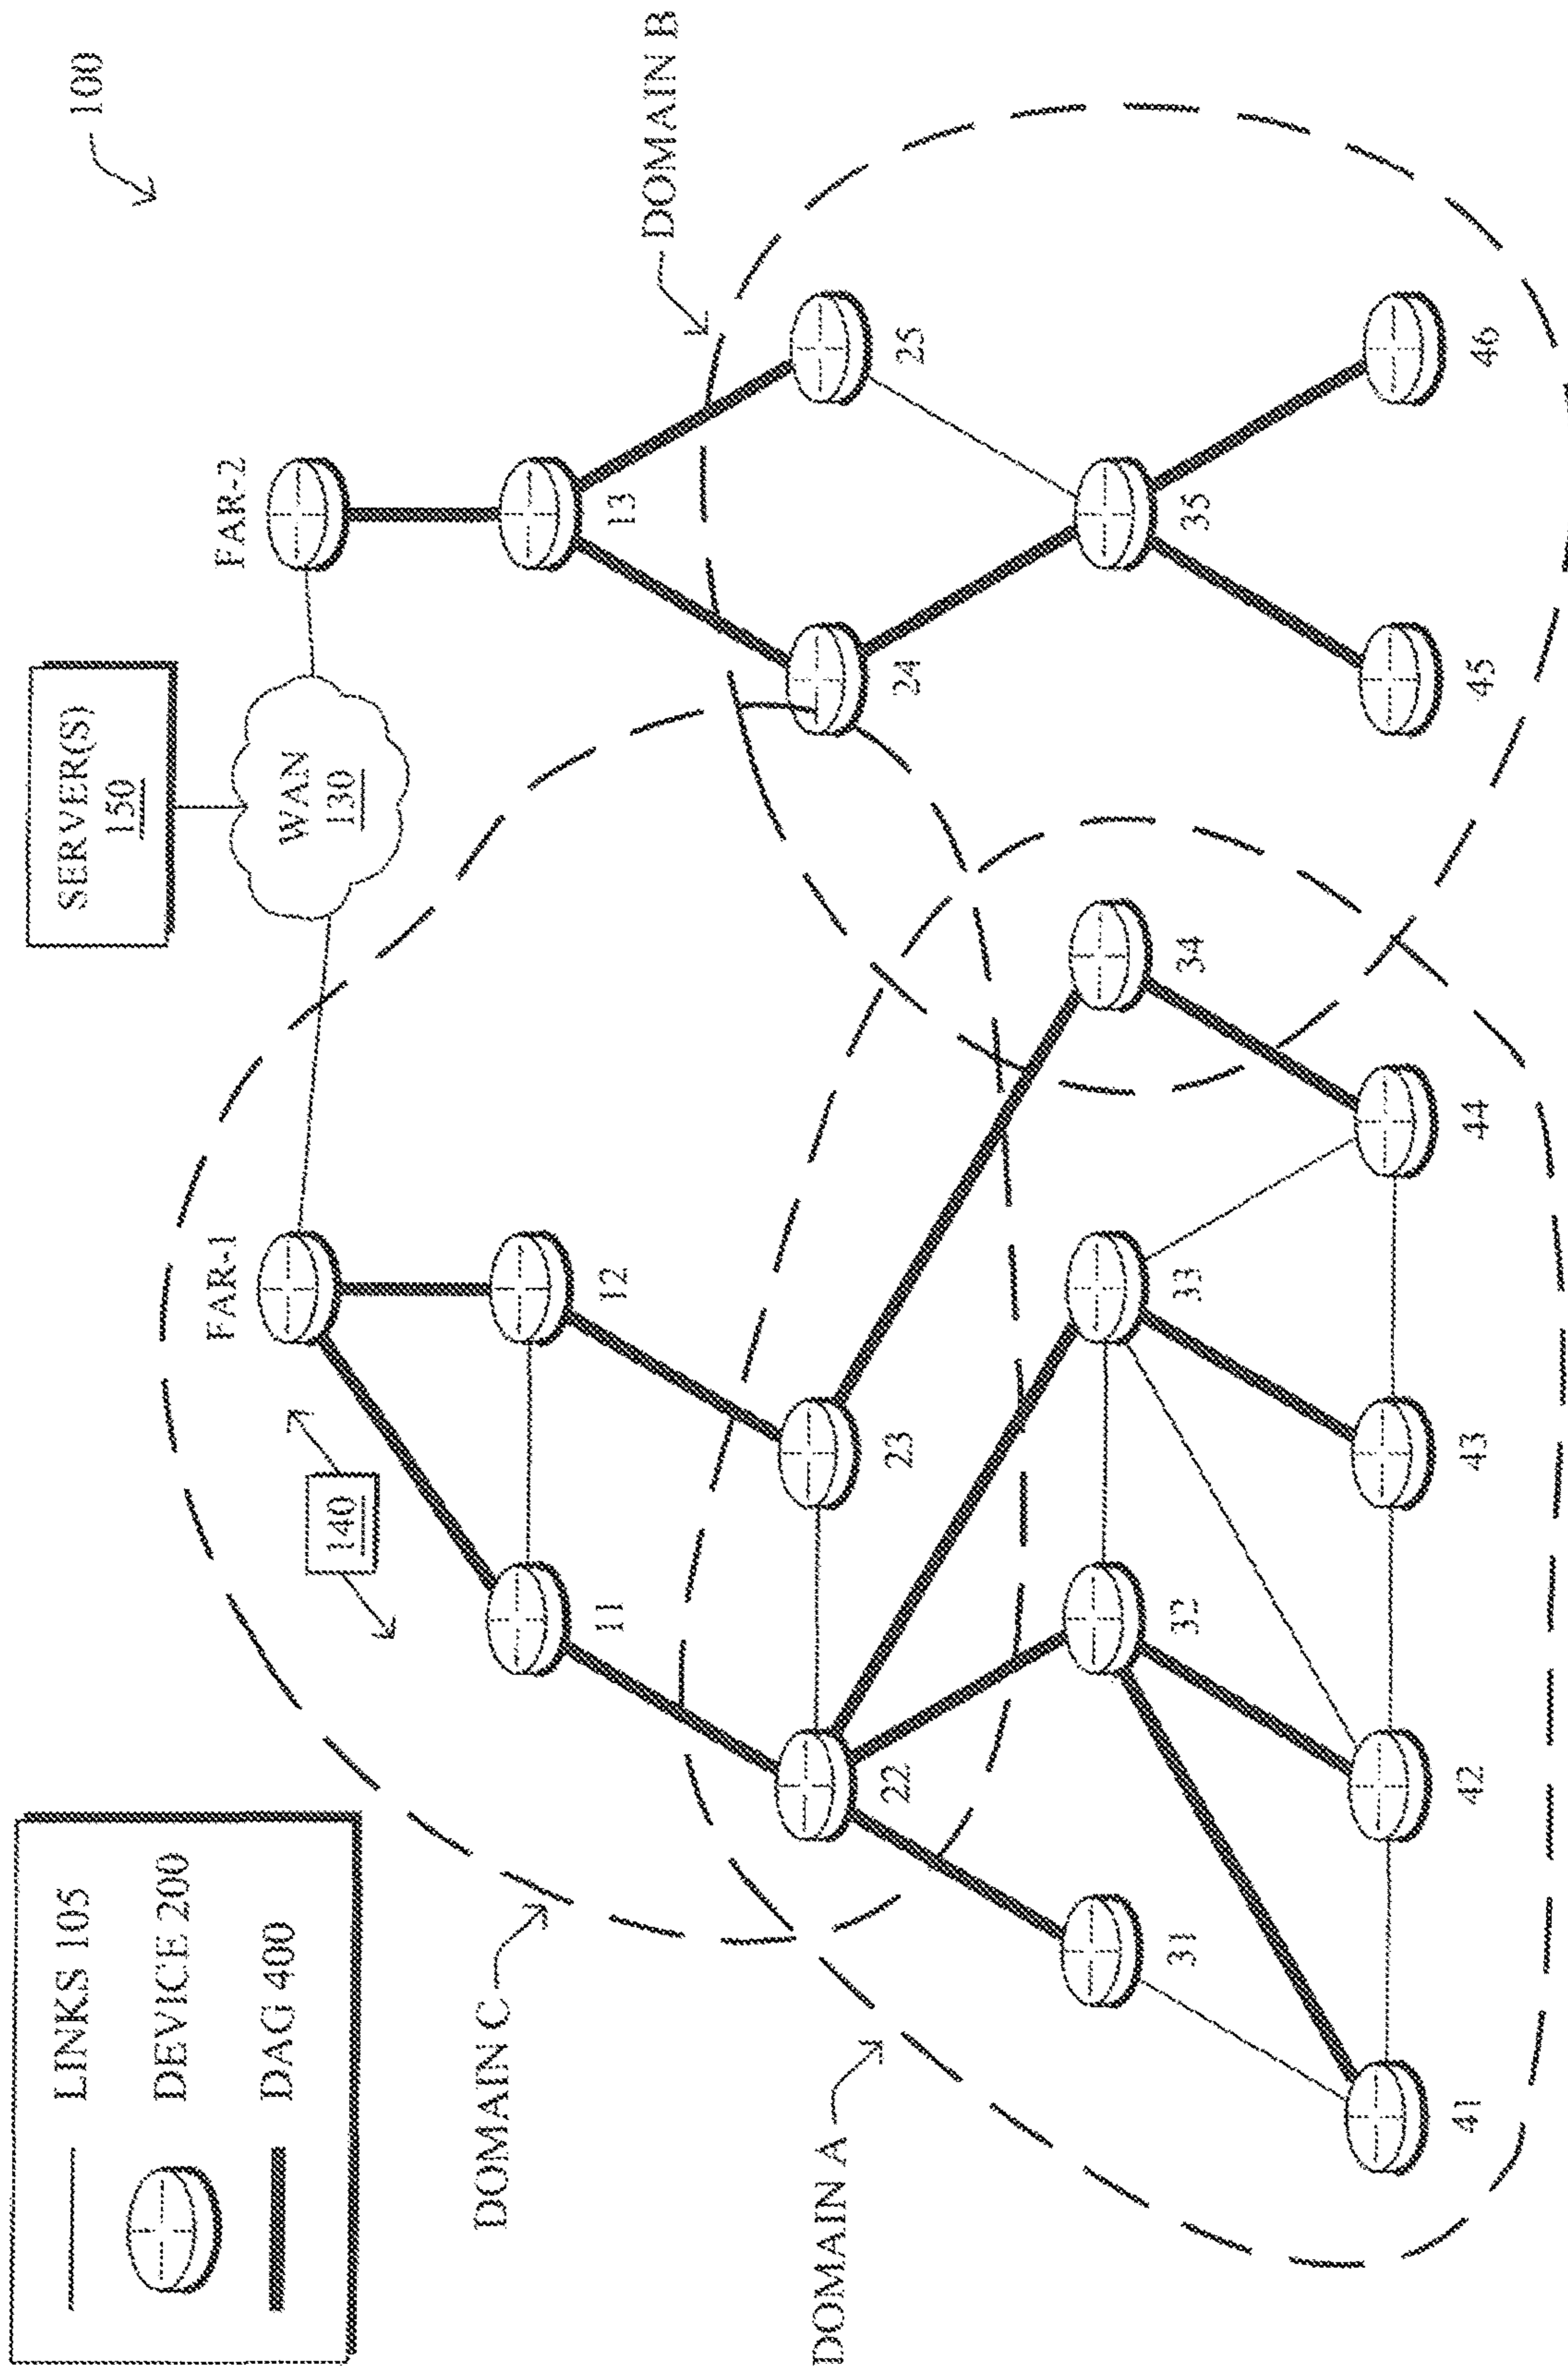 100
LINKS 105
DEVICE 200
DAG 400
SERVER(S)
150
WAN
130
FAR-1
FAR-2
140
DOMAIN C
DOMAIN B
DOMAIN A
11
12
13
22
23
24
25
31
32
33
34
35
41
42
43
44
45
46